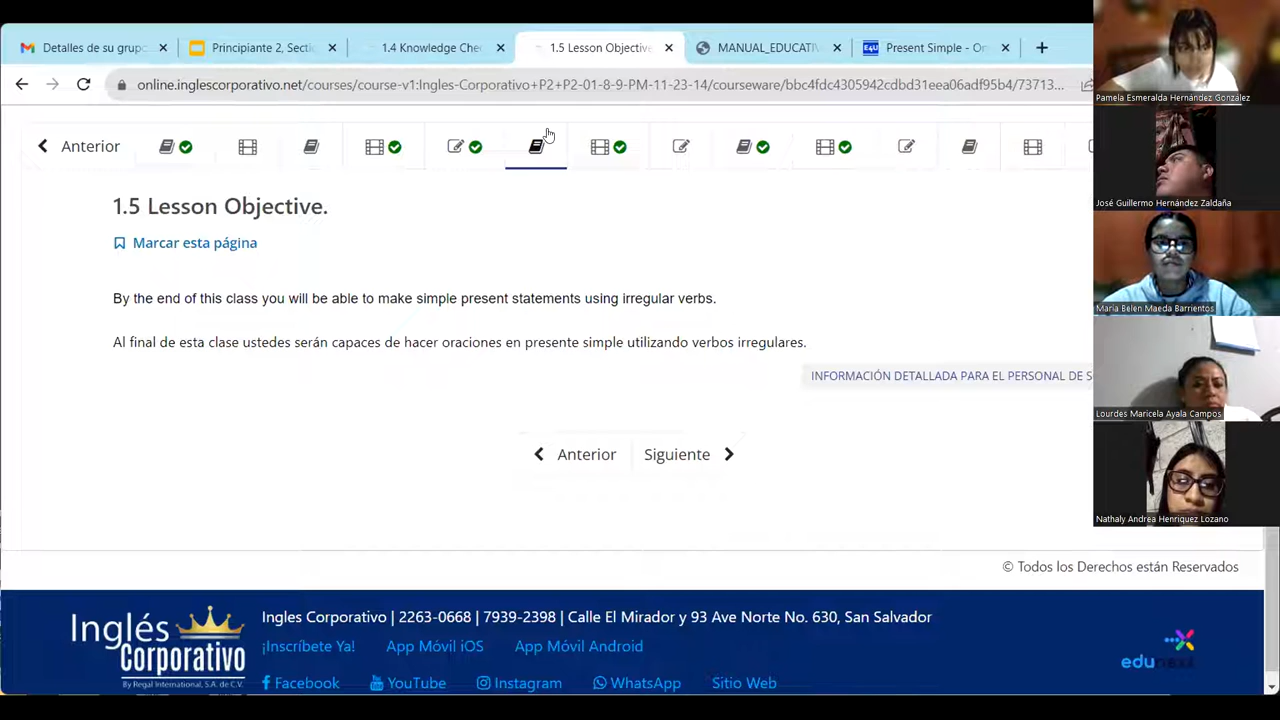 Detalles de su grupo
Principiante 2, Secti
1.4 Knowledge Che
1.5 Lesson Objective
MANUAL_EDUCATIV
E4U
Present Simple - On
online.inglescorporativo.net/courses/course-v1:Ingles-Corporativo+P2+P2-01-8-9-PM-11-23-14/courseware/bbc4fdc4305942cdbd31eea06adf95b4/73713...
Anterior
1.5 Lesson Objective.
Marcar esta página
By the end of this class you will be able to make simple present statements using irregular verbs.
Al final de esta clase ustedes serán capaces de hacer oraciones en presente simple utilizando verbos irregulares.
INFORMACIÓN DETALLADA PARA EL PERSONAL DE S
Anterior
Siguiente
© Todos los Derechos están Reservados
Inglés
Corporativo
By Regal International, S.A. de C.V.
Ingles Corporativo | 2263-0668 | 7939-2398 | Calle El Mirador y 93 Ave Norte No. 630, San Salvador
¡Inscríbete Ya!
App Móvil iOS
App Móvil Android
Facebook
YouTube
Instagram
WhatsApp
Sitio Web
Pamela Esmeralda Hernández González
José Guillermo Hernández Zaldaña
María Belen Maeda Barrientos
Lourdes Maricela Ayala Campos
Nathaly Andrea Henriquez Lozano